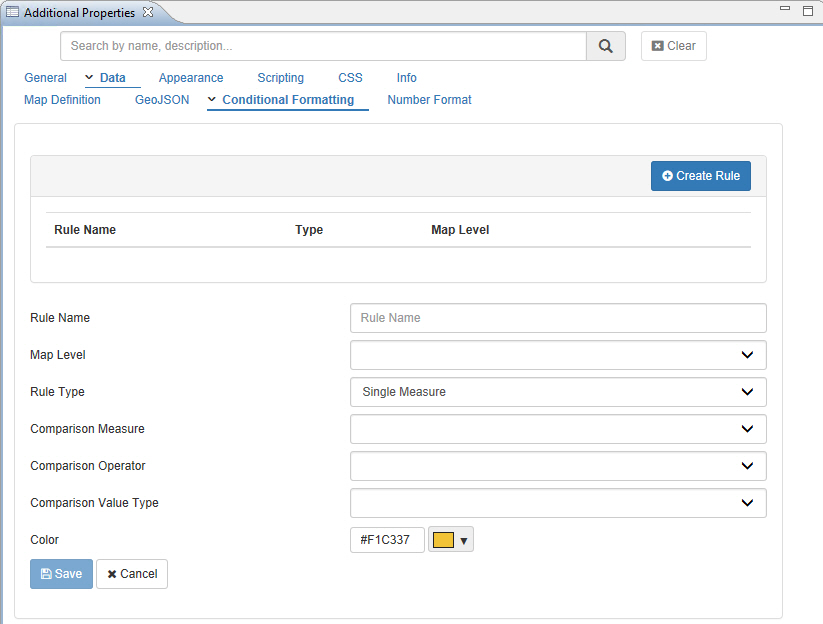 Additional Properties
Search by name, description...
Clear
General Data Appearance Scripting CSS Info
Map Definition GeoJSON Conditional Formatting Number Format
Create Rule
Rule Name Type Map Level
Rule Name Rule Name
Map Level
Rule Type Single Measure
Comparison Measure
Comparison Operator
Comparison Value Type
Color #F1C337
Save Cancel